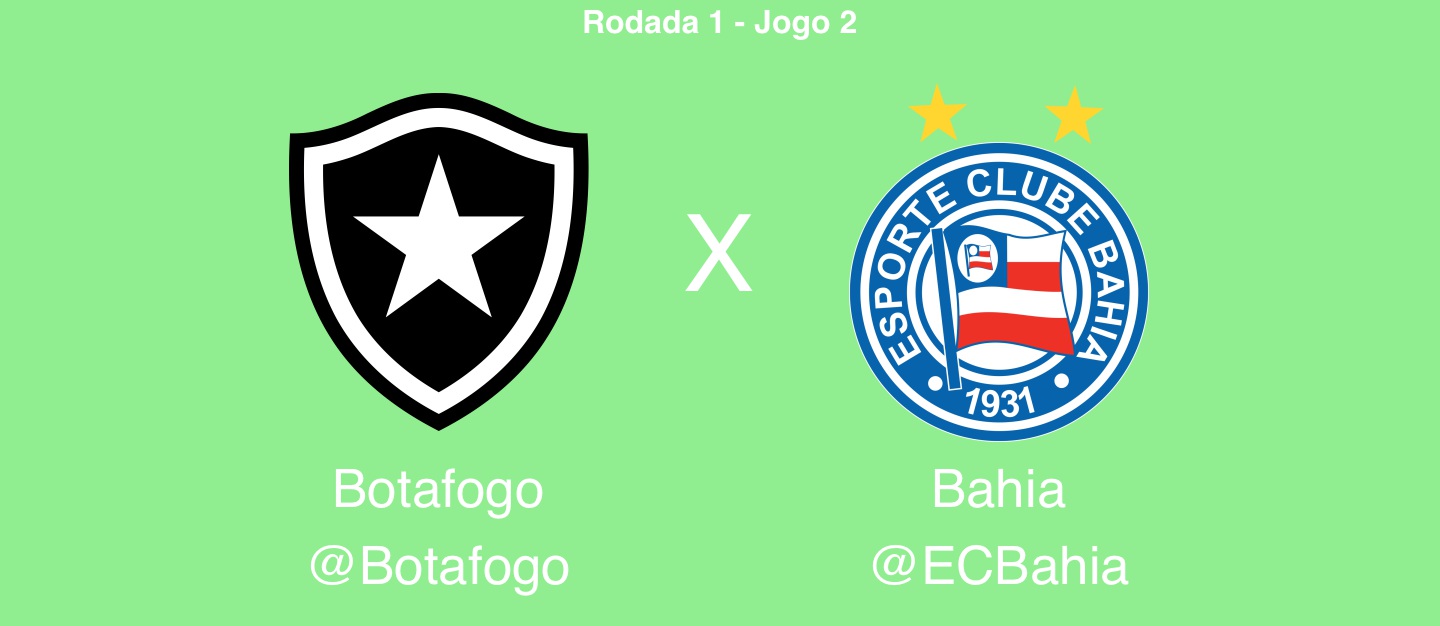 Rodada 1 - Jogo 2
X
ESPORTE CLUBE BAHIA
1931
Botafogo
Bahia
@Botafogo
@ECBahia